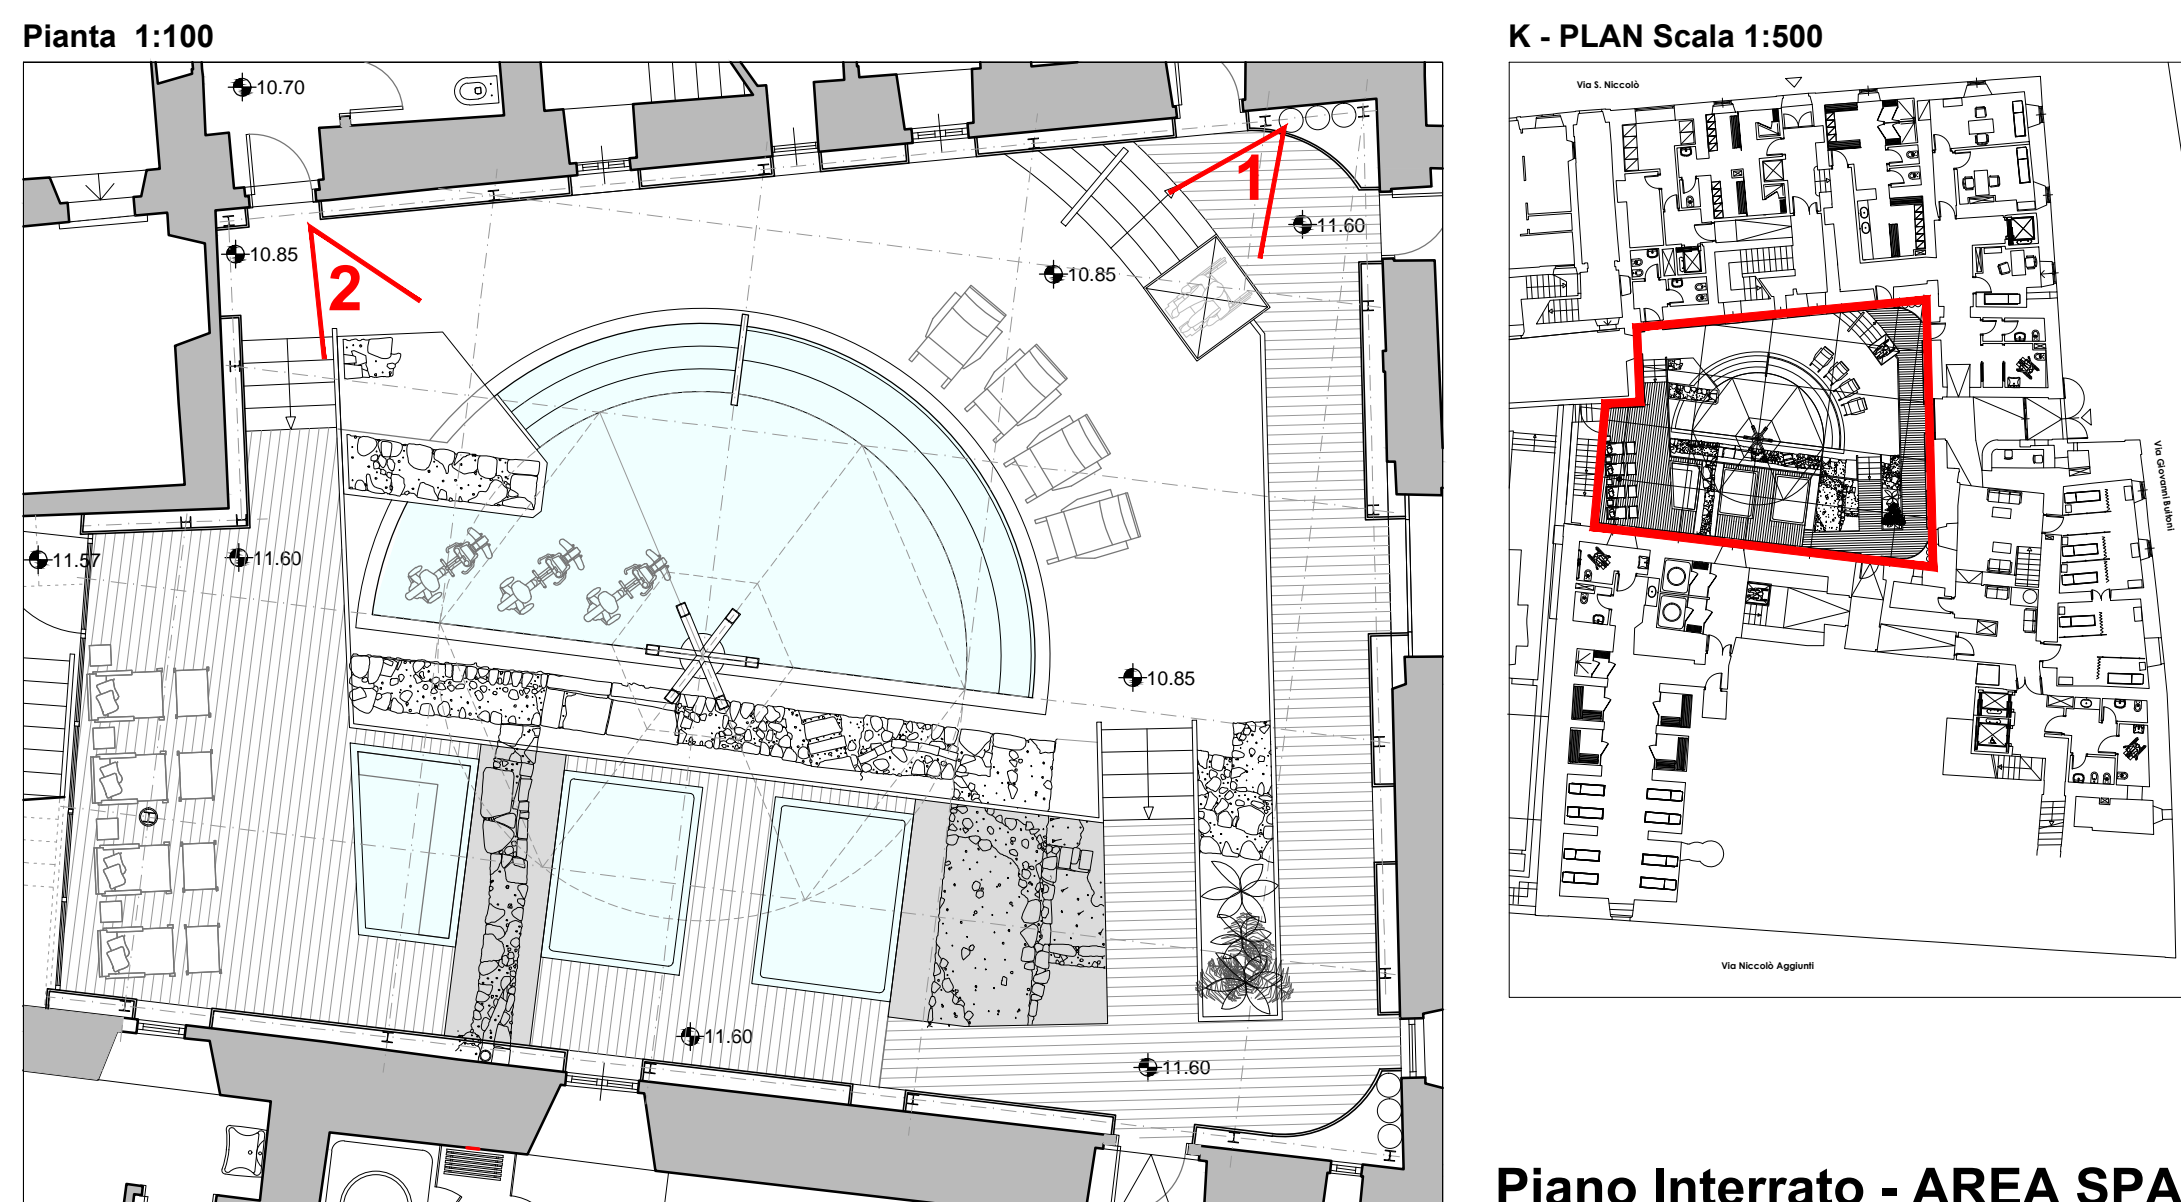 Pianta 1:100
K - PLAN Scala 1:500
10.70
Via S. Niccolò
1
11.60
10.85
10.85
2
11.57
11.60
Via Giovanni Buitoni
10.85
Via Niccolò Aggiunti
11.60
11.60
Piano Interrato - AREA SPA